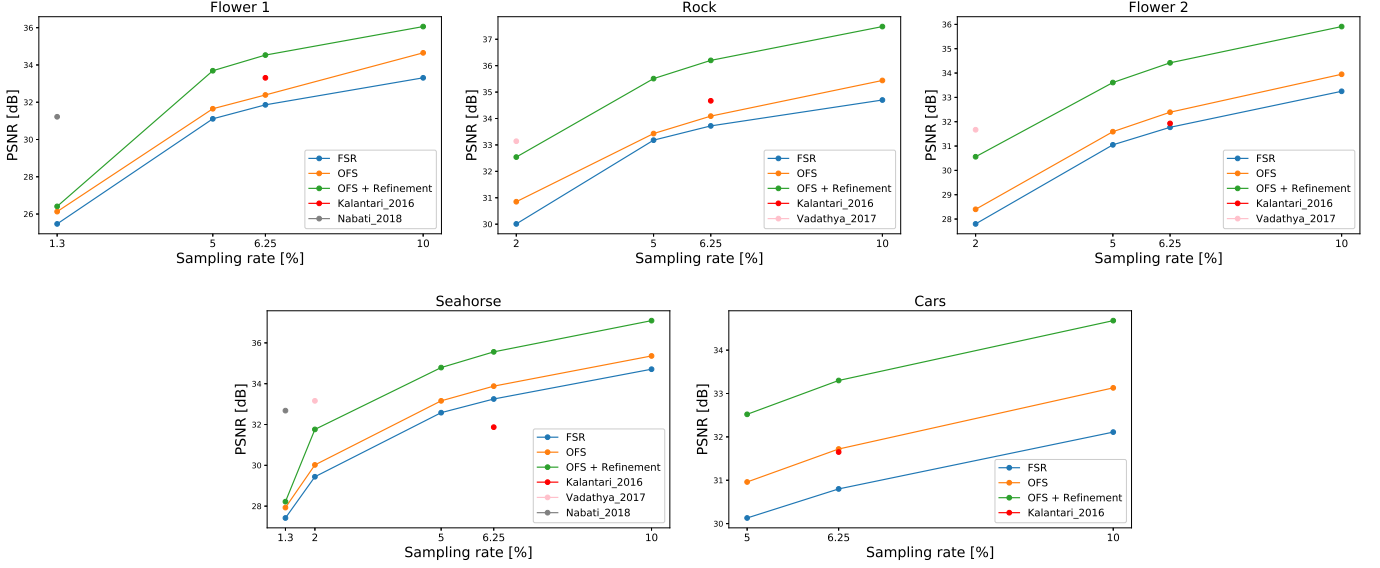 Flower 1
PSNR [dB]
36
34
32
30
28
26
1.3
5
6.25
10
Sampling rate [%]
FSR
OFS
OFS + Refinement
Kalantari_2016
Nabati_2018
Rock
PSNR [dB]
37
36
35
34
33
32
31
30
2
5
6.25
10
Sampling rate [%]
FSR
OFS
OFS + Refinement
Kalantari_2016
Vadathya_2017
Flower 2
PSNR [dB]
36
35
34
33
32
31
30
29
28
2
5
6.25
10
Sampling rate [%]
FSR
OFS
OFS + Refinement
Kalantari_2016
Vadathya_2017
Seahorse
PSNR [dB]
36
34
32
30
28
1.3
2
5
6.25
10
Sampling rate [%]
FSR
OFS
OFS + Refinement
Kalantari_2016
Vadathya_2017
Nabati_2018
Cars
PSNR [dB]
34
33
32
31
30
5
6.25
10
Sampling rate [%]
FSR
OFS
OFS + Refinement
Kalantari_2016